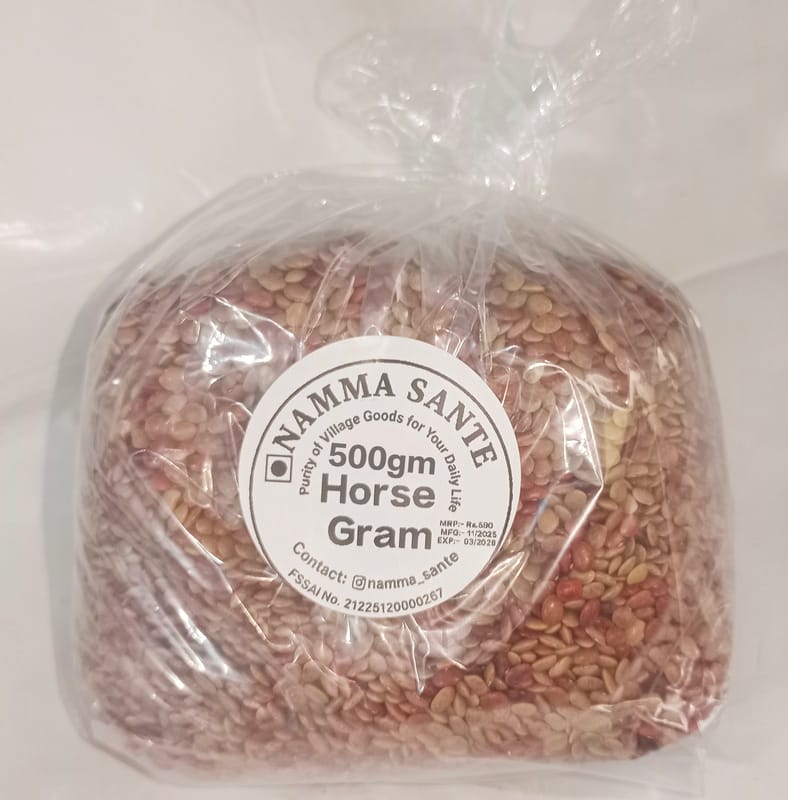 NAMMA SANTE
Purity of Village Goods for Your Daily Life
500gm
Horse
Gram
MRP:- Rs.590
MFG:- 11/2025
EXP:- 03/2026
Contact: namma_sante
FSSAI No. 21225120000267